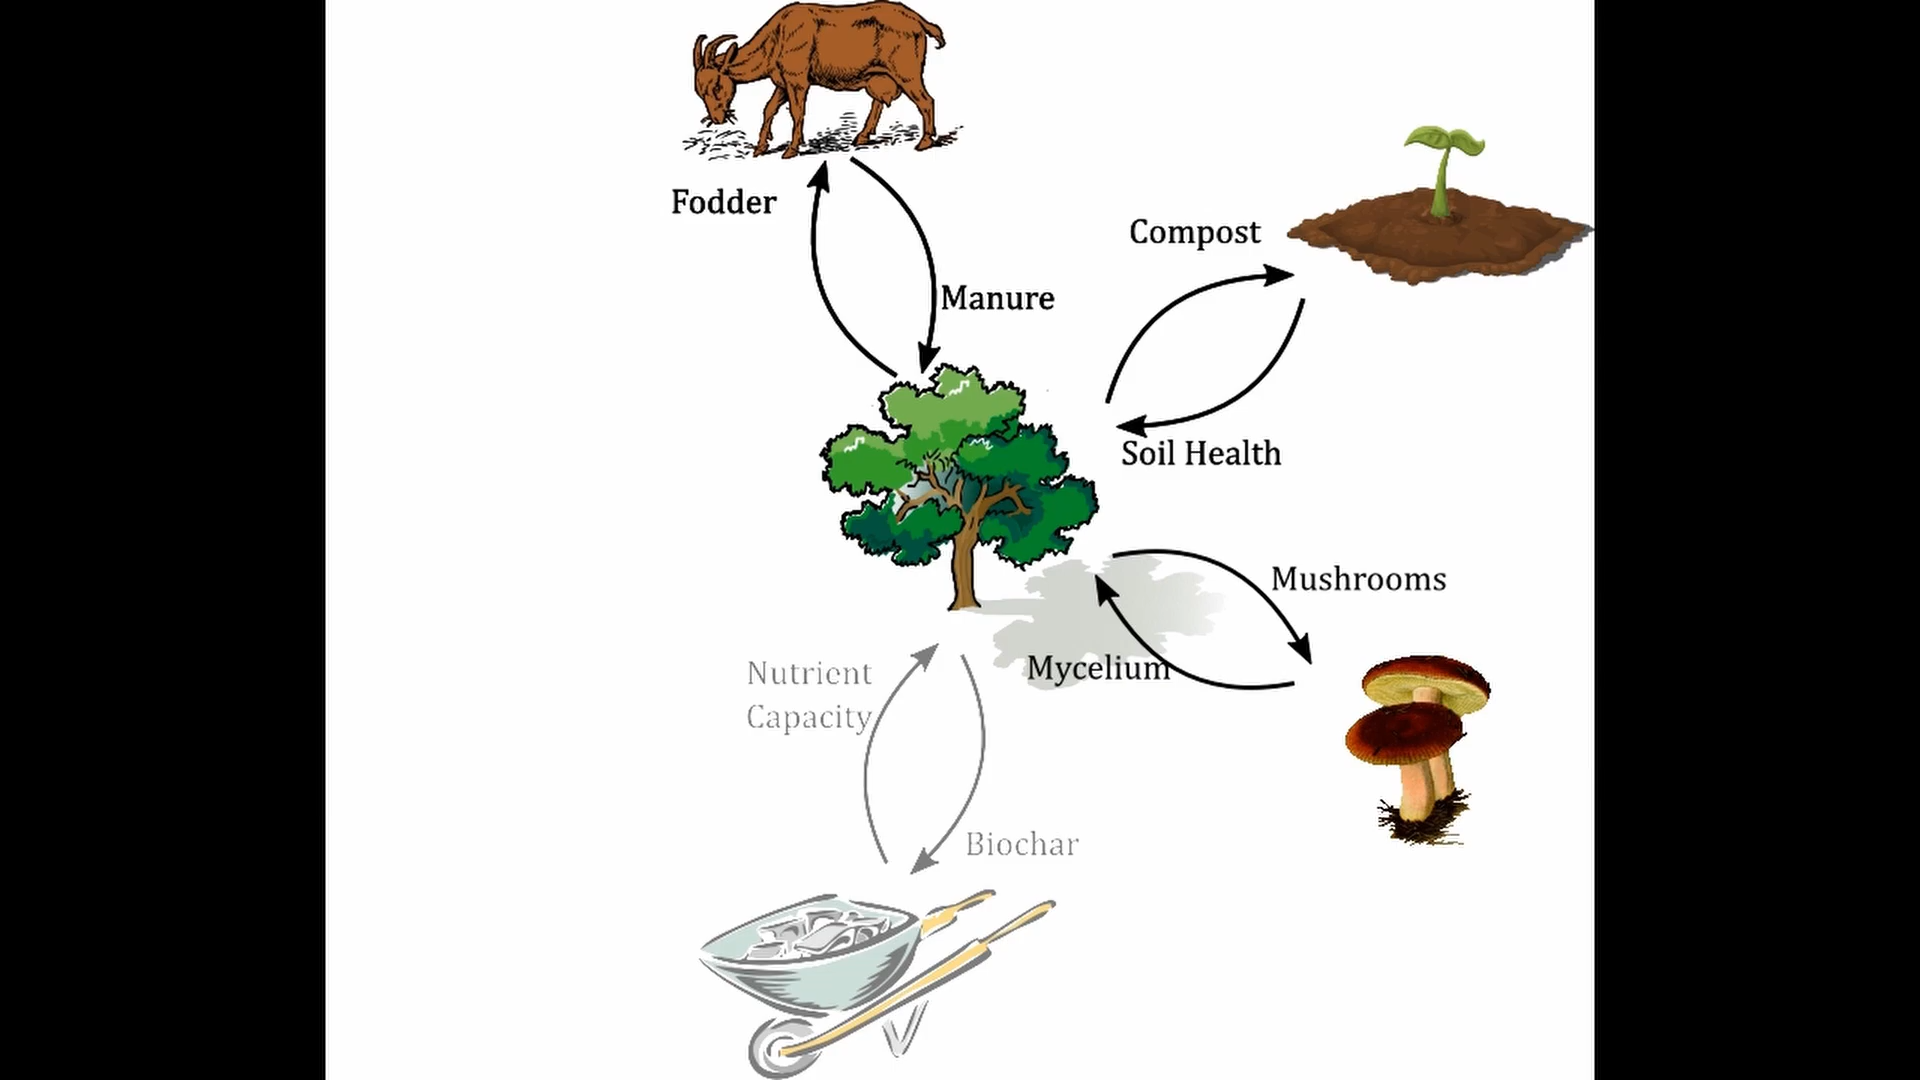 Fodder
Compost
Manure
Soil Health
Mushrooms
Mycelium
Nutrient
Capacity
Biochar